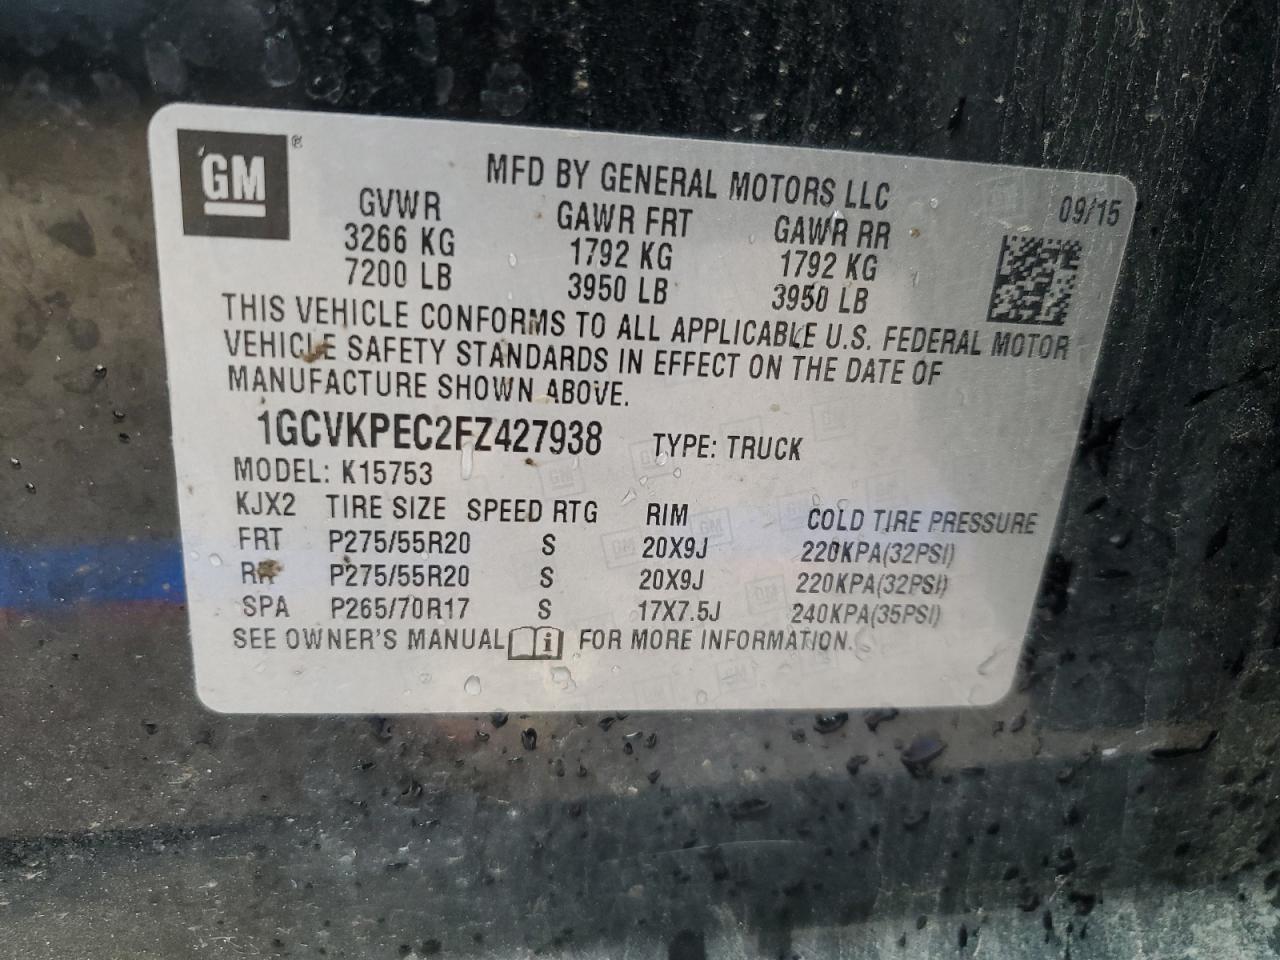 GM®
MFD BY GENERAL MOTORS LLC
09/15
GVWR GAWR FRT GAWR RR
3266 KG 1792 KG 1792 KG
7200 LB 3950 LB 3950 LB
THIS VEHICLE CONFORMS TO ALL APPLICABLE U.S. FEDERAL MOTOR
VEHICLE SAFETY STANDARDS IN EFFECT ON THE DATE OF
MANUFACTURE SHOWN ABOVE.
1GCVKPEC2FZ427938 TYPE: TRUCK
MODEL: K15753
KJX2 TIRE SIZE SPEED RTG RIM COLD TIRE PRESSURE
FRT P275/55R20 S 20X9J 220KPA(32PSI)
RR P275/55R20 S 20X9J 220KPA(32PSI)
SPA P265/70R17 S 17X7.5J 240KPA(35PSI)
SEE OWNER'S MANUAL i FOR MORE INFORMATION.